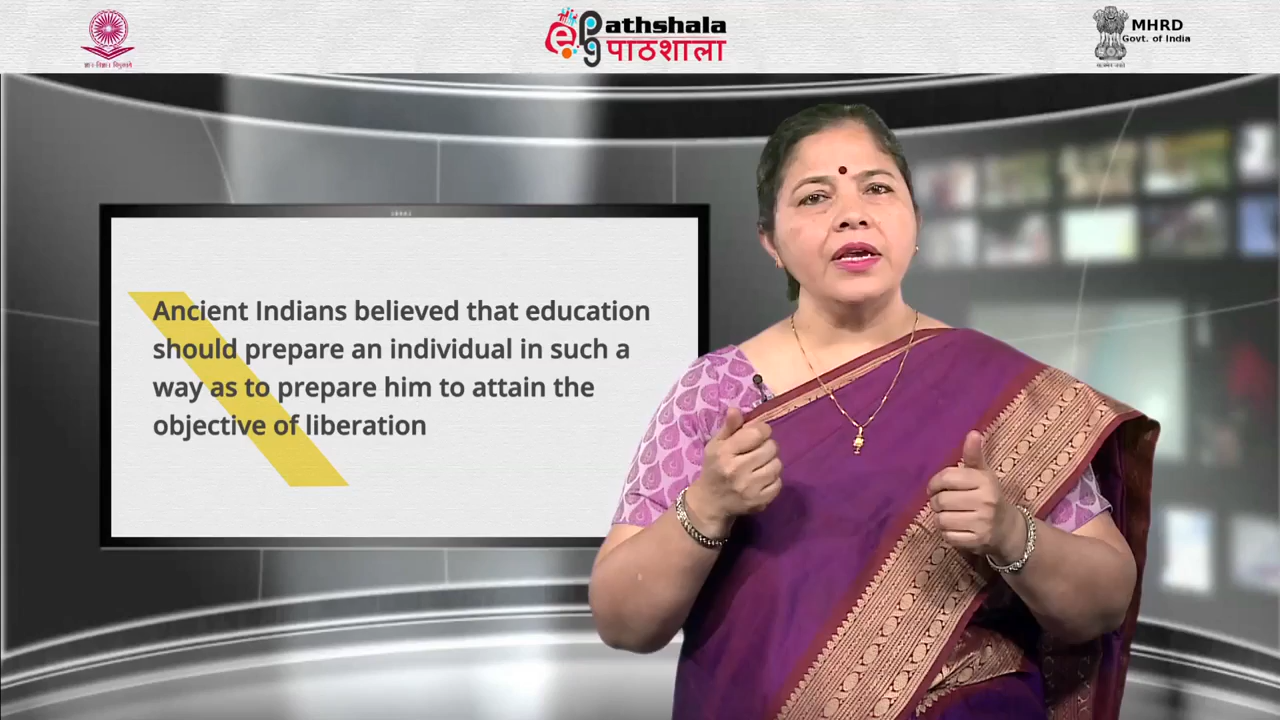 ePathshala
पाठशाला
MHRD
Govt. of India
Ancient Indians believed that education
should prepare an individual in such a
way as to prepare him to attain the
objective of liberation